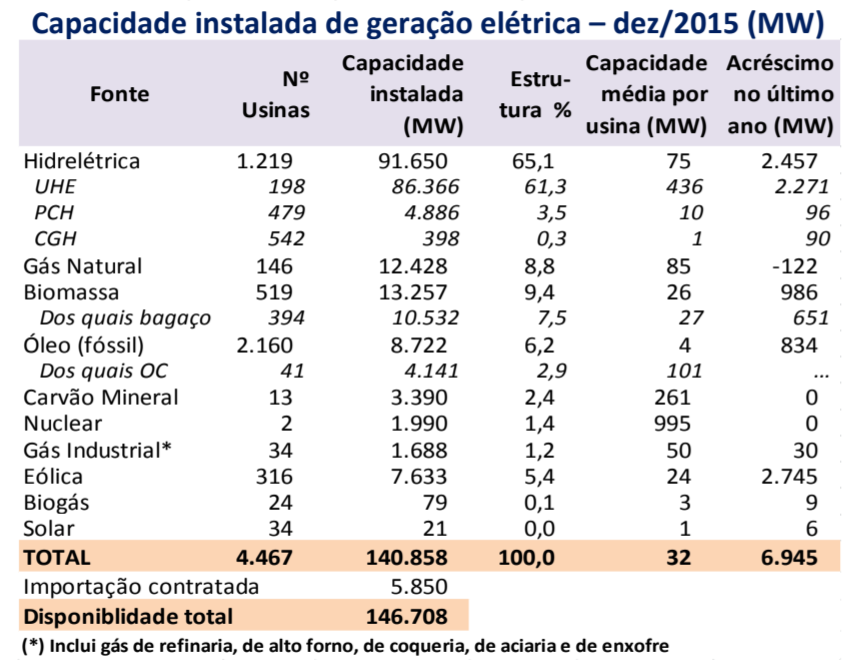 Capacidade instalada de geração elétrica – dez/2015 (MW)
Fonte Nº Usinas Capacidade instalada (MW) Estru-tura % Capacidade média por usina (MW) Acréscimo no último ano (MW)
Hidrelétrica 1.219 91.650 65,1 75 2.457
UHE 198 86.366 61,3 436 2.271
PCH 479 4.886 3,5 10 96
CGH 542 398 0,3 1 90
Gás Natural 146 12.428 8,8 85 -122
Biomassa 519 13.257 9,4 26 986
Dos quais bagaço 394 10.532 7,5 27 651
Óleo (fóssil) 2.160 8.722 6,2 4 834
Dos quais OC 41 4.141 2,9 101 ...
Carvão Mineral 13 3.390 2,4 261 0
Nuclear 2 1.990 1,4 995 0
Gás Industrial* 34 1.688 1,2 50 30
Eólica 316 7.633 5,4 24 2.745
Biogás 24 79 0,1 3 9
Solar 34 21 0,0 1 6
TOTAL 4.467 140.858 100,0 32 6.945
Importação contratada 5.850
Disponiblidade total 146.708
(*) Inclui gás de refinaria, de alto forno, de coqueria, de aciaria e de enxofre